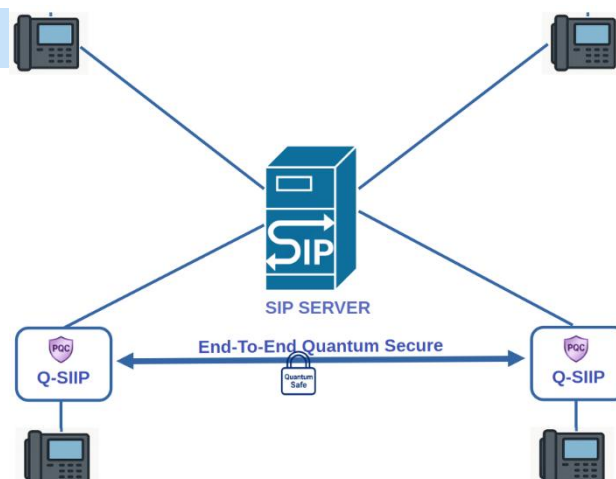 SIP
SIP SERVER
End-To-End Quantum Secure
PQC
Q-SIIP
Quantum
Safe
PQC
Q-SIIP